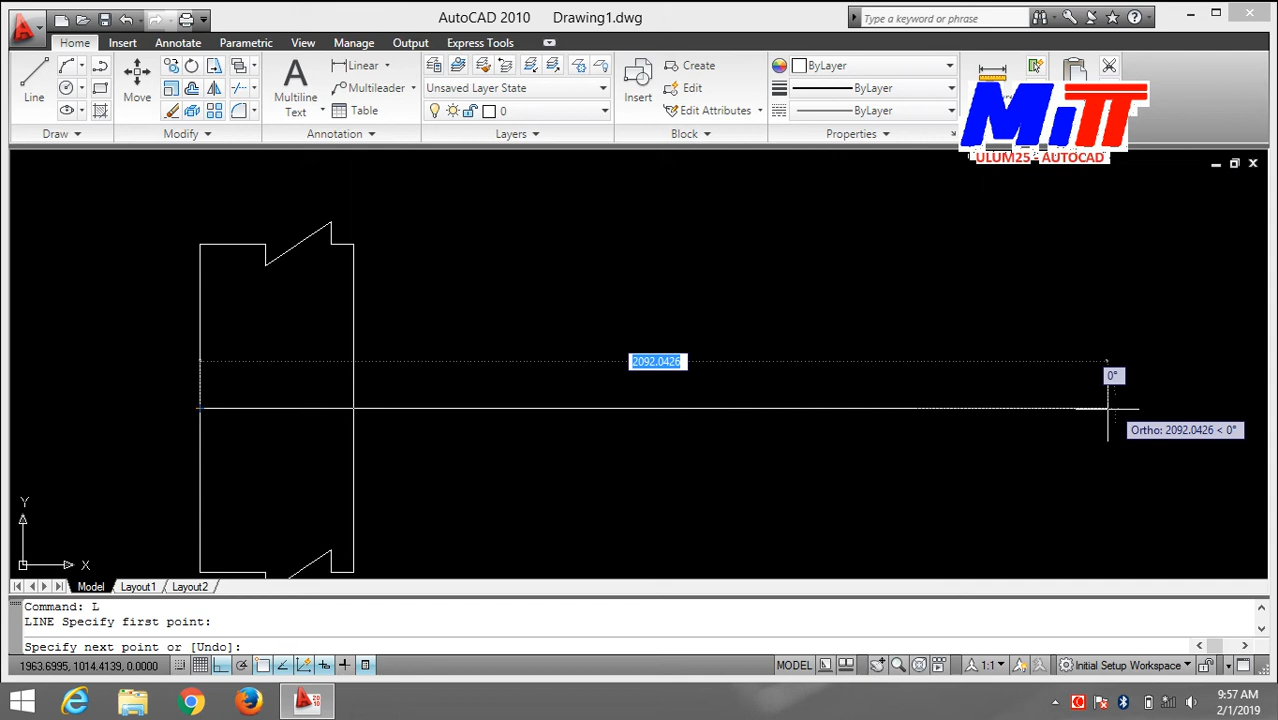 AutoCAD 2010 Drawing1.dwg
Type a keyword or phrase
Home Insert Annotate Parametric View Manage Output Express Tools
Line
Move
Multiline
Text
Linear
Multileader
Table
Unsaved Layer State
0
Insert
Create
Edit
Edit Attributes
ByLayer
ByLayer
ByLayer
Draw Modify Annotation Layers Block Properties
MiTT
ULUM25 - AUTOCAD
2092.0426
0°
Ortho: 2092.0426 < 0°
Y
X
Model Layout1 Layout2
Command: L
LINE Specify first point:
Specify next point or [Undo]:
1963.6995, 1014.4139, 0.0000
MODEL
1:1
Initial Setup Workspace
20
10
9:57 AM
2/1/2019